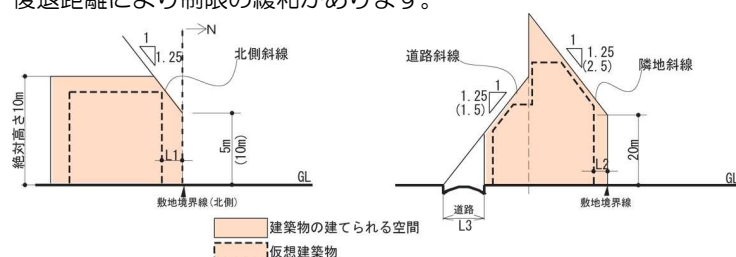 後退距離により制限の緩和があります。
N
1
1.25
北側斜線
絶対高さ10m
L1
5m
(10m)
GL
敷地境界線(北側)
道路斜線
1
1.25
(1.5)
1
1.25
(2.5)
隣地斜線
L2
20m
GL
道路
L3
敷地境界線
建築物の建てられる空間
仮想建築物